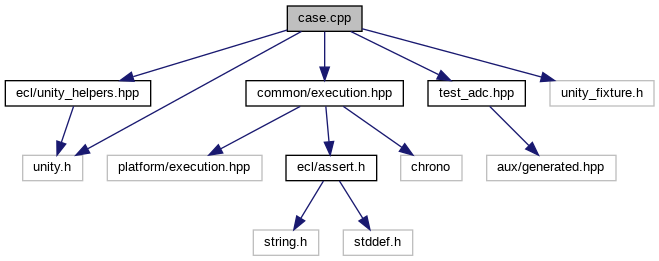 case.cpp
ecl/unity_helpers.hpp
common/execution.hpp
test_adc.hpp
unity_fixture.h
unity.h
platform/execution.hpp
ecl/assert.h
chrono
aux/generated.hpp
string.h
stddef.h